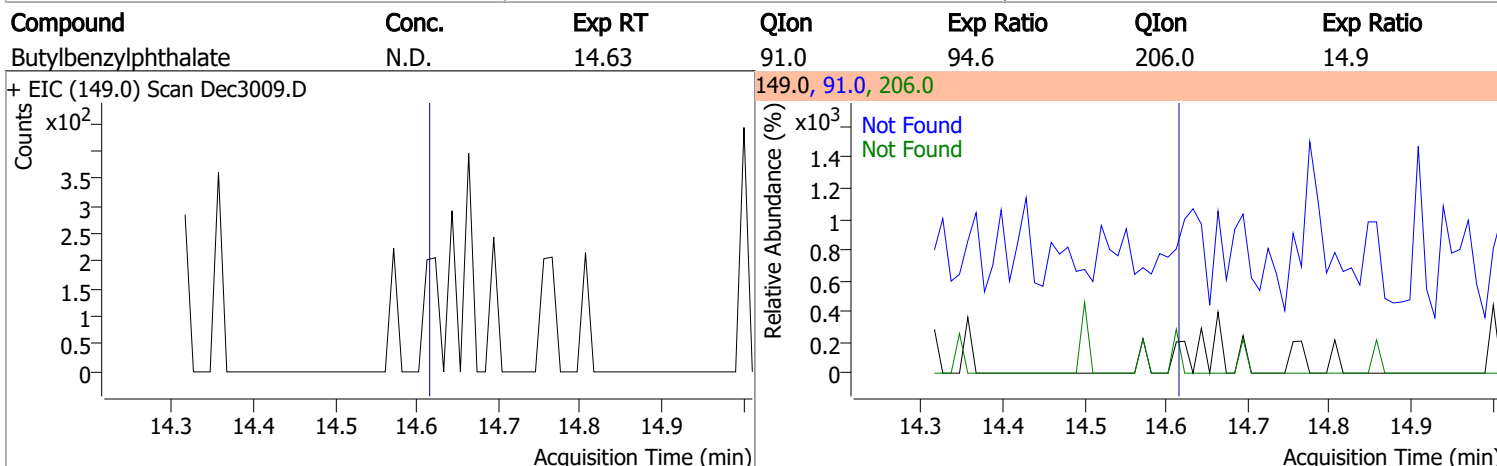 Compound Conc. Exp RT QIon Exp Ratio QIon Exp Ratio
Butylbenzylphthalate N.D. 14.63 91.0 94.6 206.0 14.9
+ EIC (149.0) Scan Dec3009.D
Counts
x10²
3.5
3
2.5
2
1.5
1
0.5
0
14.3 14.4 14.5 14.6 14.7 14.8 14.9
Acquisition Time (min)
149.0, 91.0, 206.0
Relative Abundance (%)
x10³
Not Found
Not Found
1.4
1.2
1
0.8
0.6
0.4
0.2
0
14.3 14.4 14.5 14.6 14.7 14.8 14.9
Acquisition Time (min)